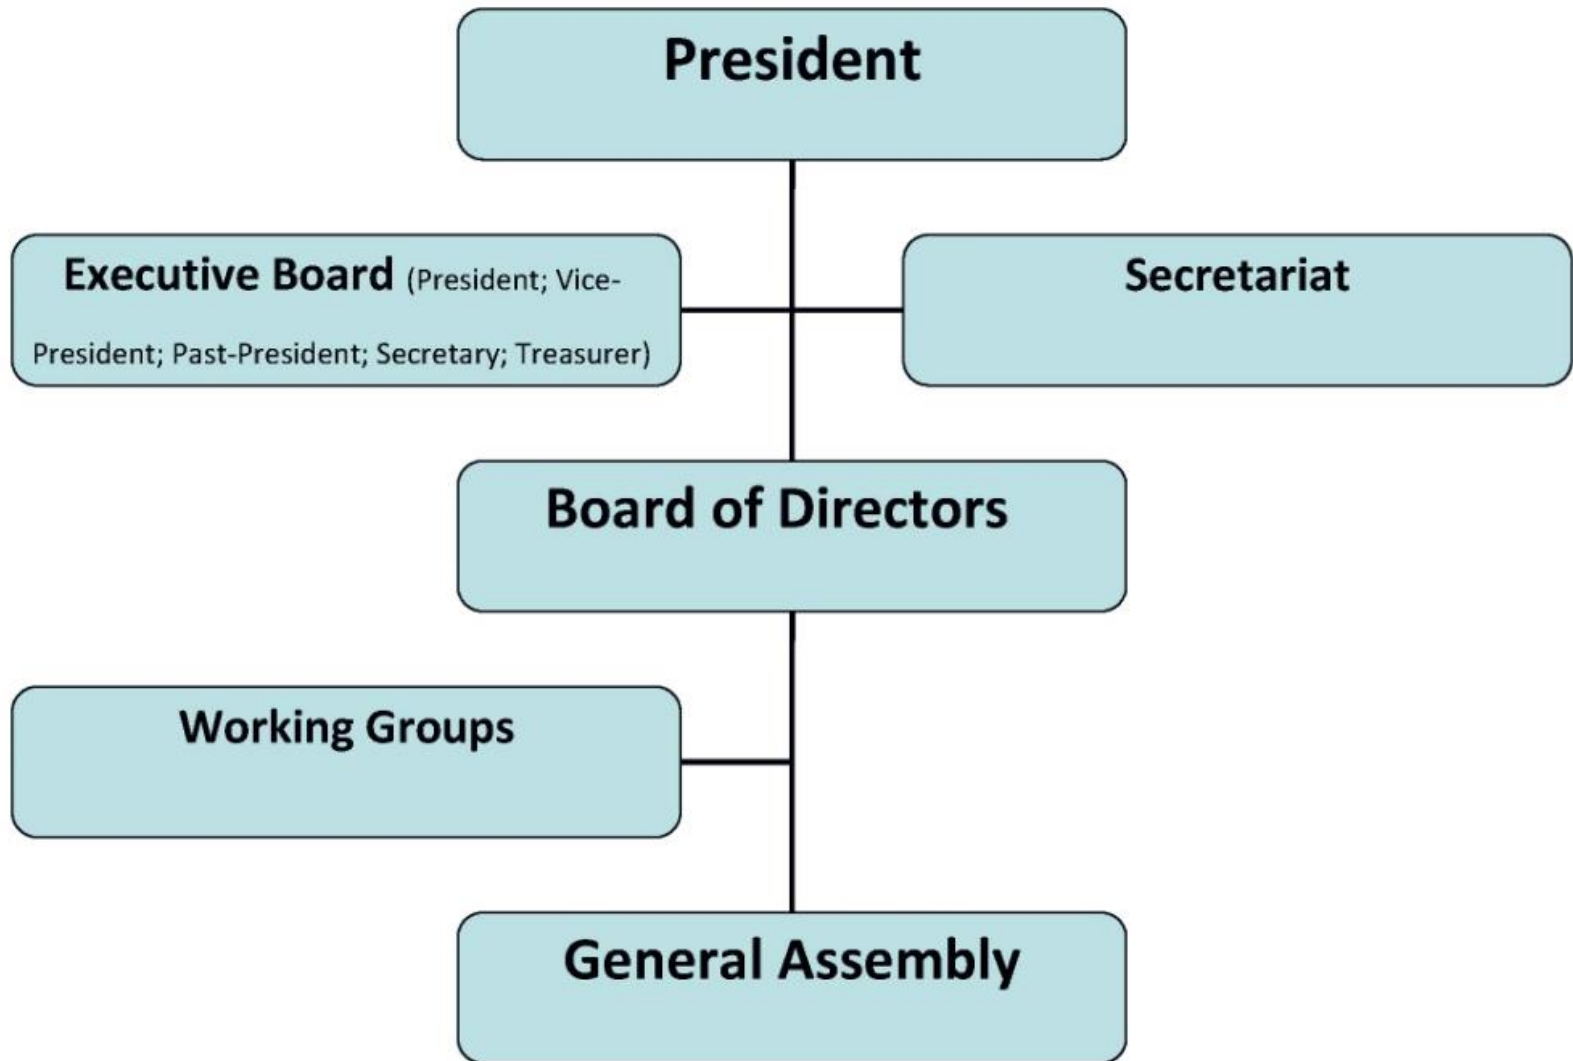 President
Executive Board (President; Vice-
President; Past-President; Secretary; Treasurer)
Secretariat
Board of Directors
Working Groups
General Assembly